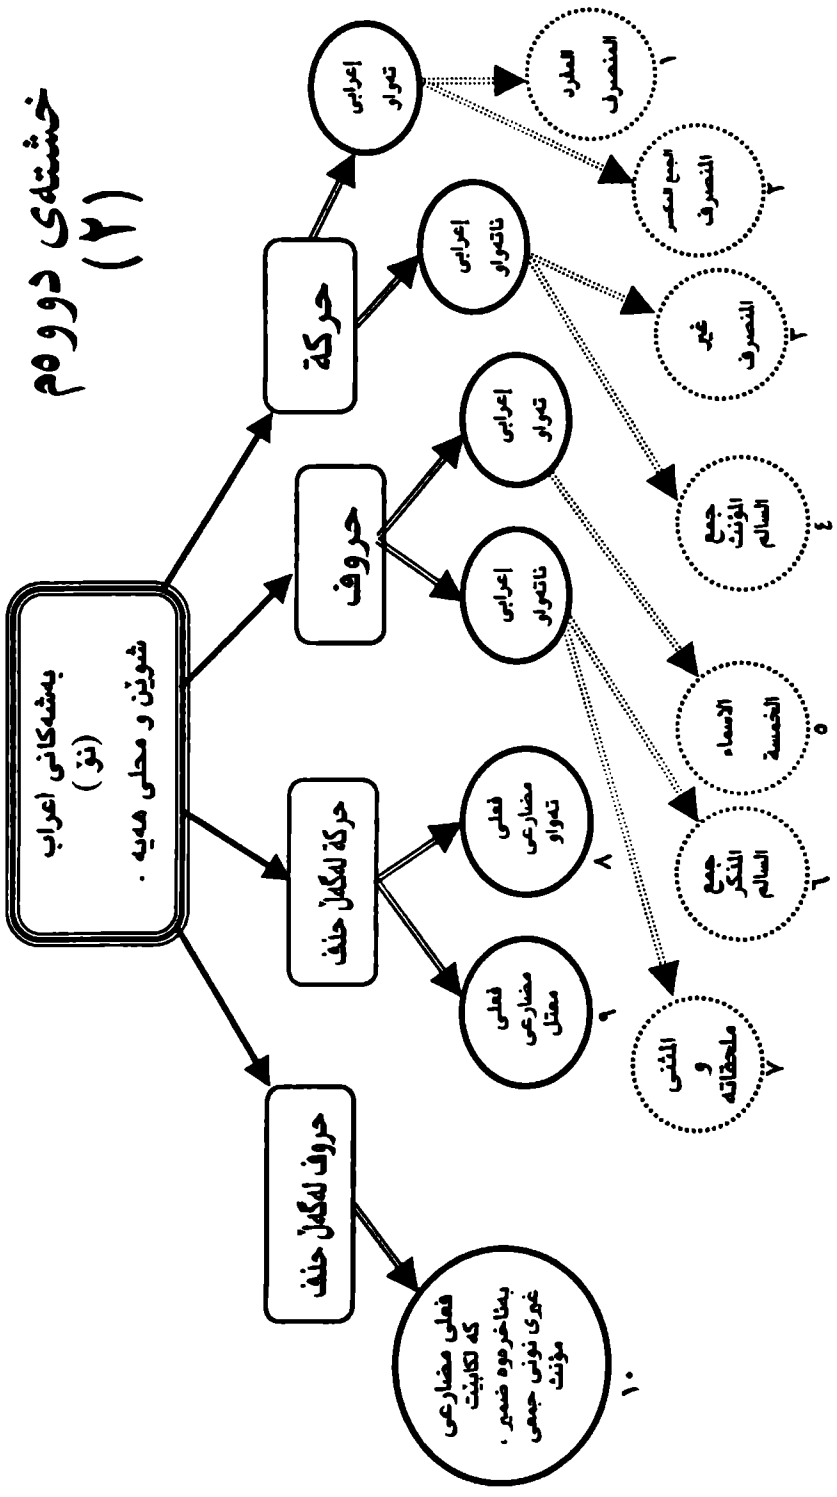 خشتەی دووەم
(٢)
بەشەکانی اعراب
(نۆ)
شوێن و محلی هەیە .
حركة
إعرابی
تەواو
المفرد
المنصرف
١
الجمع المكسر
المنصرف
٢
إعرابی
ناتەواو
غير
المنصرف
٣
جمع
المؤنث
السالم
٤
حروف
إعرابی
تەواو
الاسماء
الخمسة
٥
إعرابی
ناتەواو
جمع
المذكر
السالم
٦
المثنى
و
ملحقاته
٧
حركة لەگەڵ حذف
فعلی
مضارعی
تەواو
٨
فعلی
مضارعی
معتل
٩
حروف لەگەڵ حذف
فعلی مضارعی
کە لکابێت
بەئاخرەوە ضمیر ،
غیری نونی جمعی
مؤنث
١٠